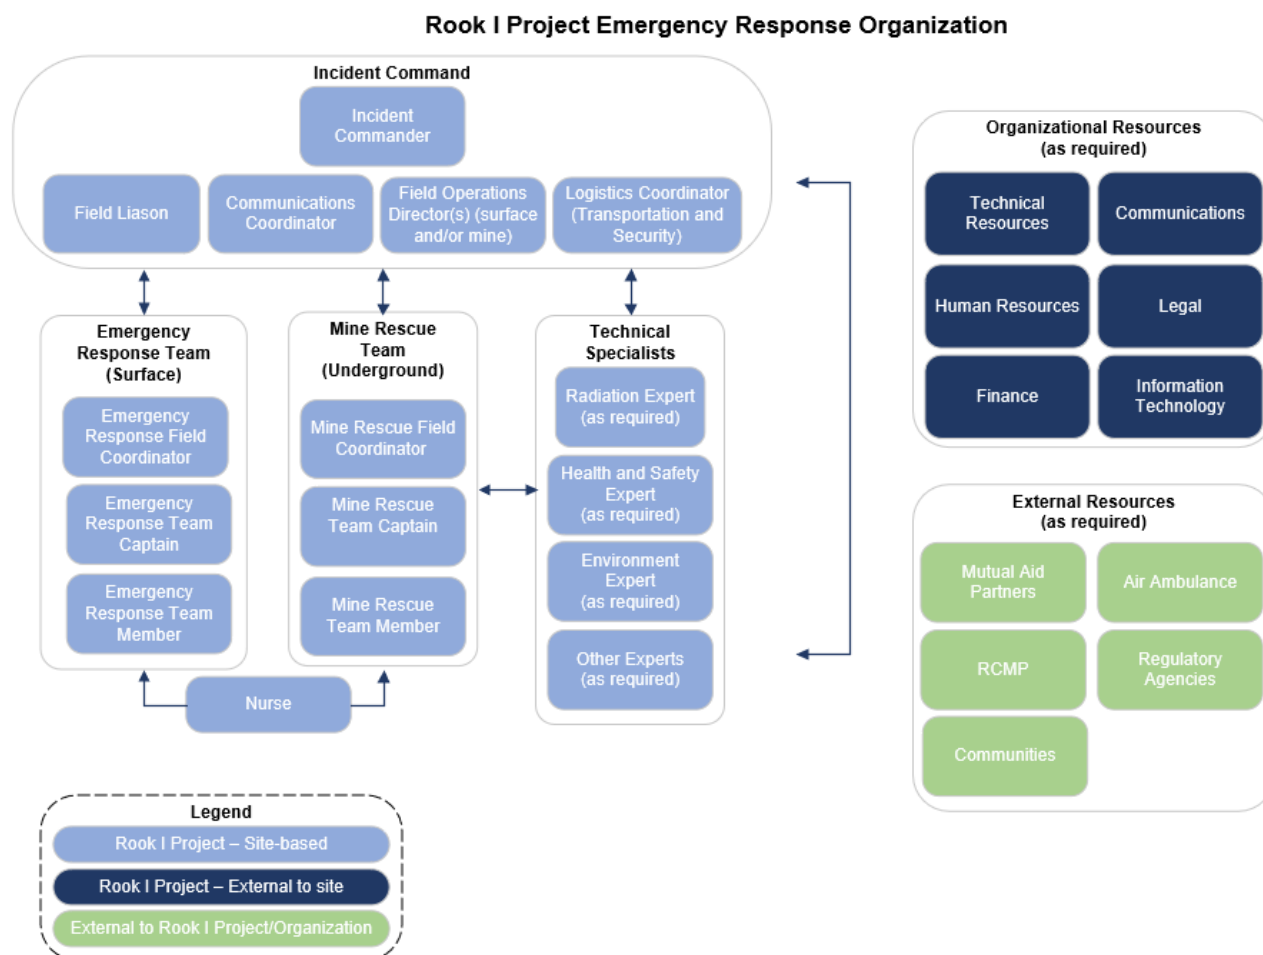 Rook I Project Emergency Response Organization
Incident Command
Incident
Commander
Field Liason
Communications
Coordinator
Field Operations
Director(s) (surface
and/or mine)
Logistics Coordinator
(Transportation and
Security)
Emergency
Response Team
(Surface)
Emergency
Response Field
Coordinator
Emergency
Response Team
Captain
Emergency
Response Team
Member
Mine Rescue
Team
(Underground)
Mine Rescue Field
Coordinator
Mine Rescue
Team Captain
Mine Rescue
Team Member
Nurse
Technical
Specialists
Radiation Expert
(as required)
Health and Safety
Expert
(as required)
Environment
Expert
(as required)
Other Experts
(as required)
Organizational Resources
(as required)
Technical
Resources
Communications
Human Resources
Legal
Finance
Information
Technology
External Resources
(as required)
Mutual Aid
Partners
Air Ambulance
RCMP
Regulatory
Agencies
Communities
Legend
Rook I Project – Site-based
Rook I Project – External to site
External to Rook I Project/Organization